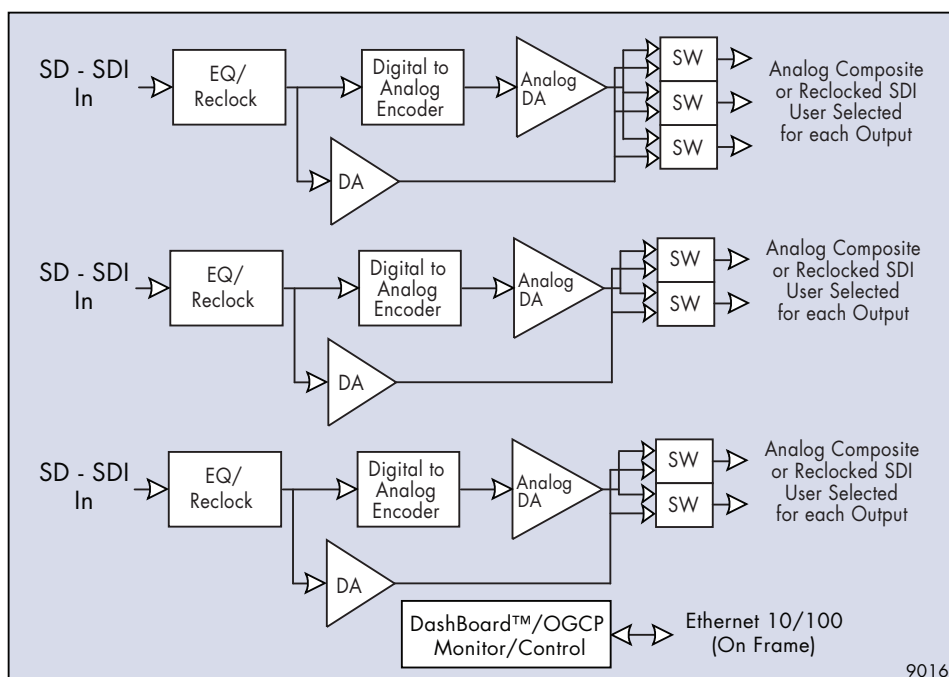 SD - SDI
In
EQ/
Reclock
Digital to
Analog
Encoder
Analog
DA
DA
SW
SW
SW
Analog Composite
or Reclocked SDI
User Selected
for each Output
SD - SDI
In
EQ/
Reclock
Digital to
Analog
Encoder
Analog
DA
DA
SW
SW
Analog Composite
or Reclocked SDI
User Selected
for each Output
SD - SDI
In
EQ/
Reclock
Digital to
Analog
Encoder
Analog
DA
DA
SW
SW
Analog Composite
or Reclocked SDI
User Selected
for each Output
DashBoard™/OGCP
Monitor/Control
Ethernet 10/100
(On Frame)
9016